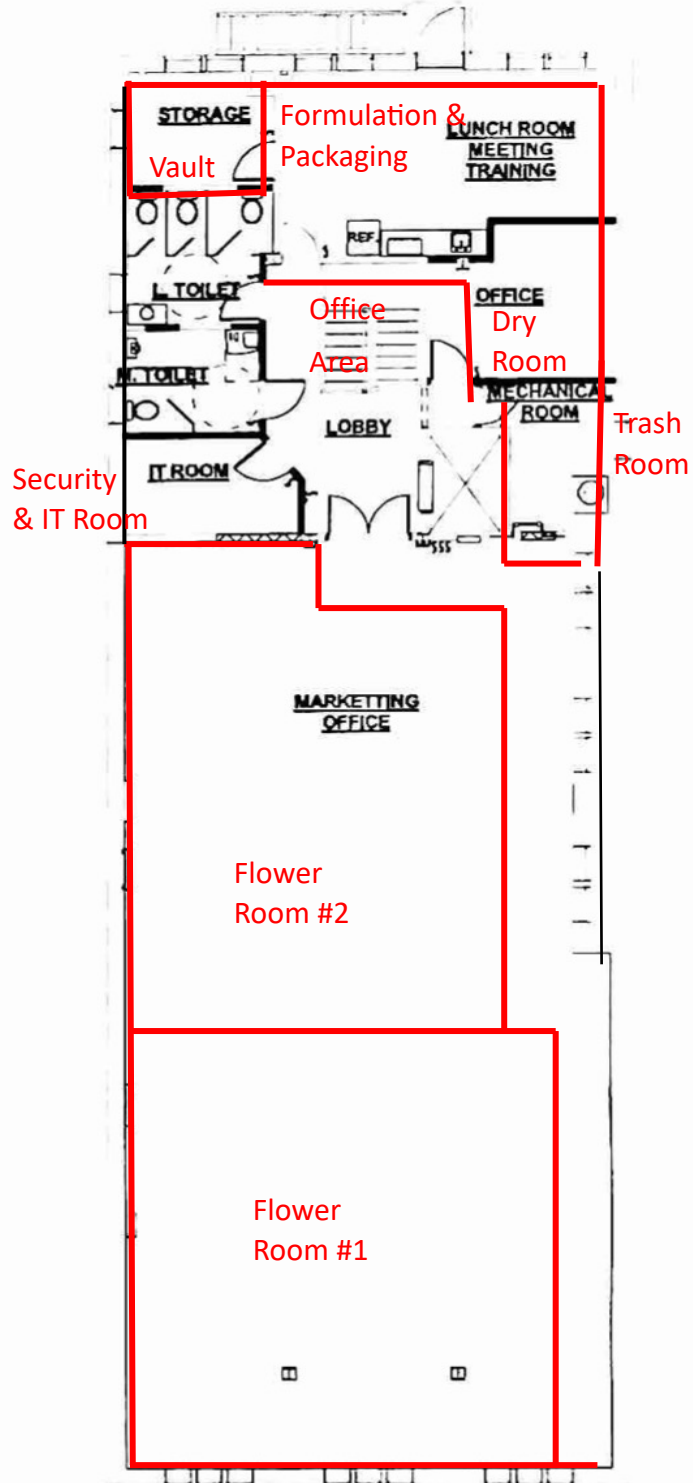 STORAGE
Vault
Formulation &
Packaging
LUNCH ROOM
MEETING
TRAINING
REF.
L. TOILET
Office
Area
OFFICE
Dry
Room
M. TOILET
MECHANICAL
ROOM
LOBBY
Trash
Room
IT ROOM
Security
& IT Room
SSS
MARKETTING
OFFICE
Flower
Room #2
Flower
Room #1